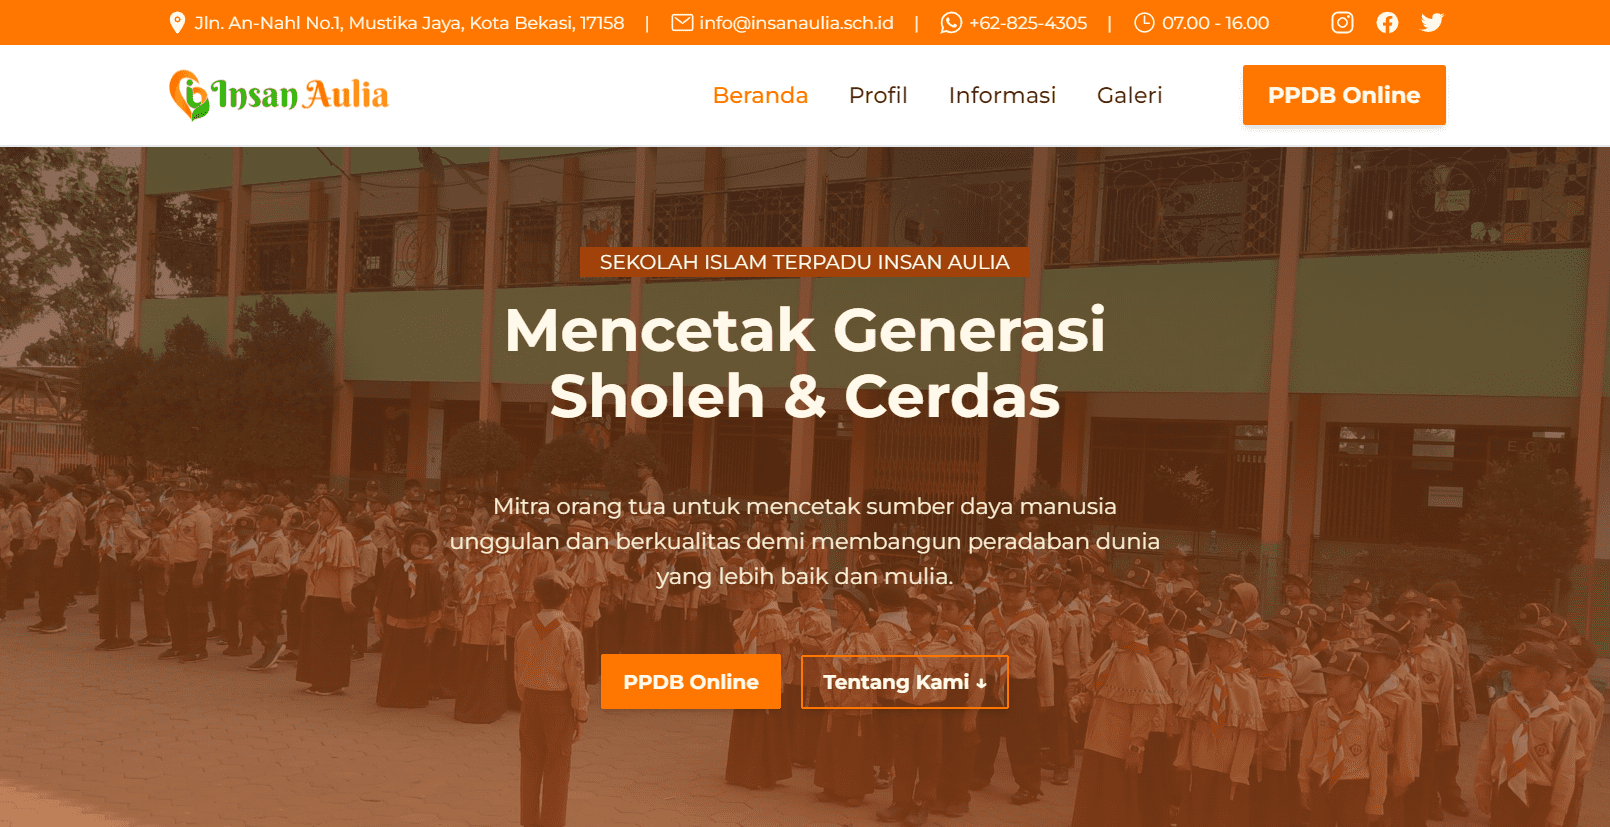 Jln. An-Nahl No.1, Mustika Jaya, Kota Bekasi, 17158 | info@insanaulia.sch.id | +62-825-4305 | 07.00 - 16.00
Insan Aulia
Beranda Profil Informasi Galeri PPDB Online
SEKOLAH ISLAM TERPADU INSAN AULIA
Mencetak Generasi
Sholeh & Cerdas
Mitra orang tua untuk mencetak sumber daya manusia
unggulan dan berkualitas demi membangun peradaban dunia
yang lebih baik dan mulia.
PPDB Online Tentang Kami ↓